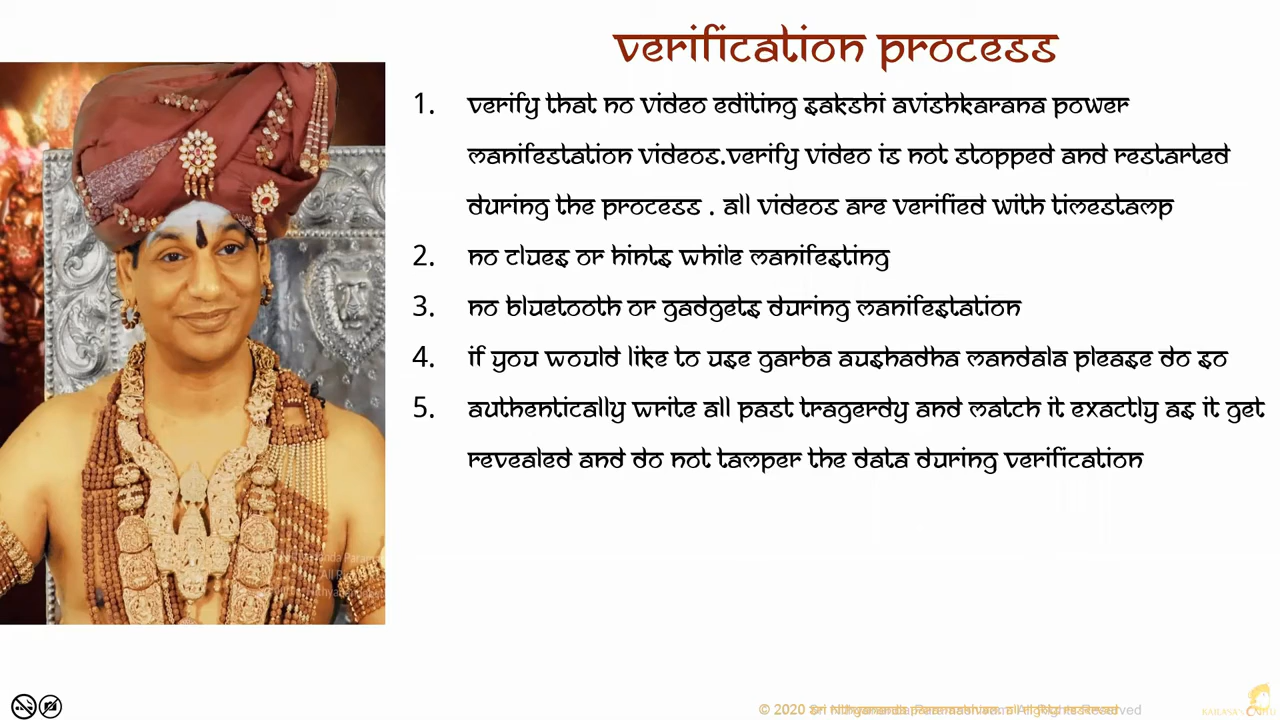 verification process
1. verify that no video editing sakshi avishkarana power
manifestation videos.verify video is not stopped and restarted
during the process . all videos are verified with timestamp
2. no clues or hints while manifesting
3. no bluetooth or gadgets during manifestation
4. if you would like to use garba aushadha mandala please do so
5. authentically write all past tragerdy and match it exactly as it get
revealed and do not tamper the data during verification
© 2020 All Rights Reserved